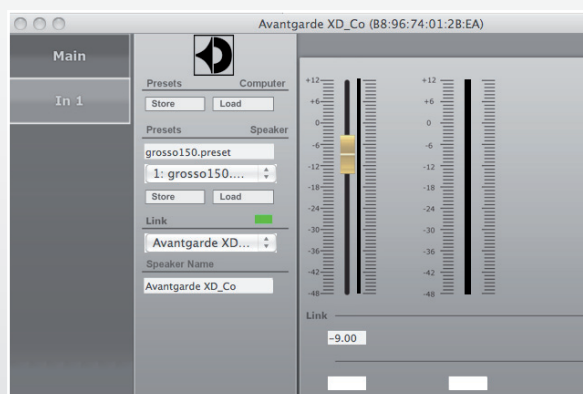 Avantgarde XD_Co (B8:96:74:01:2B:EA)
Main
In 1
Presets Computer
Store Load
Presets Speaker
grosso150.preset
1: grosso150....
Store Load
Link
Avantgarde XD...
Speaker Name
Avantgarde XD_Co
+12 +12
+6 +6
0 0
-6 -6
-12 -12
-18 -18
-24 -24
-30 -30
-36 -36
-42 -42
-48 -48
Link
-9.00